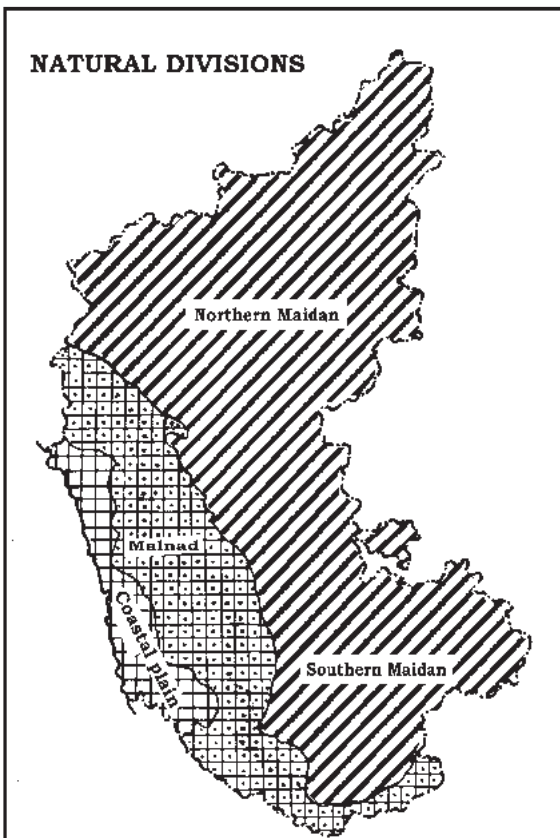 NATURAL DIVISIONS
Northern Maidan
Malnad
Coastal plain
Southern Maidan